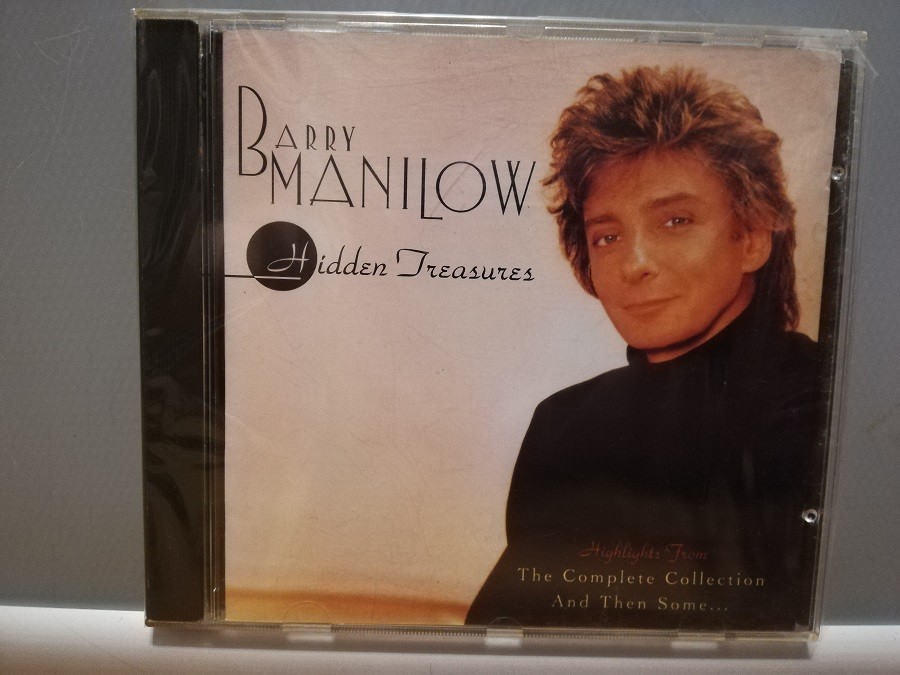 BARRY
MANILOW
Hidden Treasures
Highlights From
The Complete Collection
And Then Some...